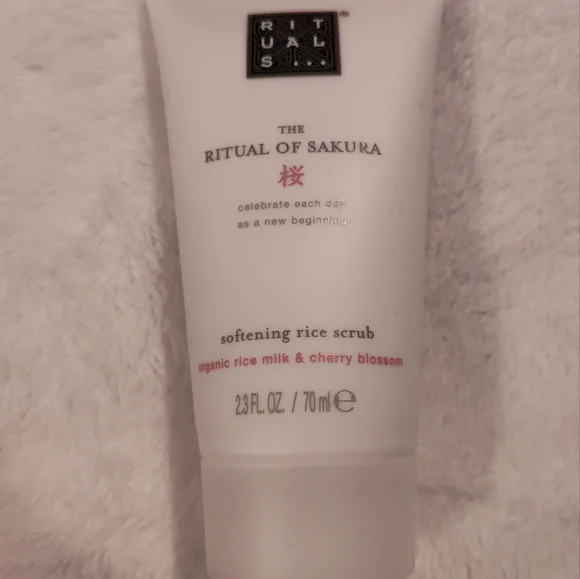 RIT
UAL
S...
THE
RITUAL OF SAKURA
桜
celebrate each day
as a new beginning
softening rice scrub
organic rice milk & cherry blossom
2.3 FL. OZ. / 70 ml ℮